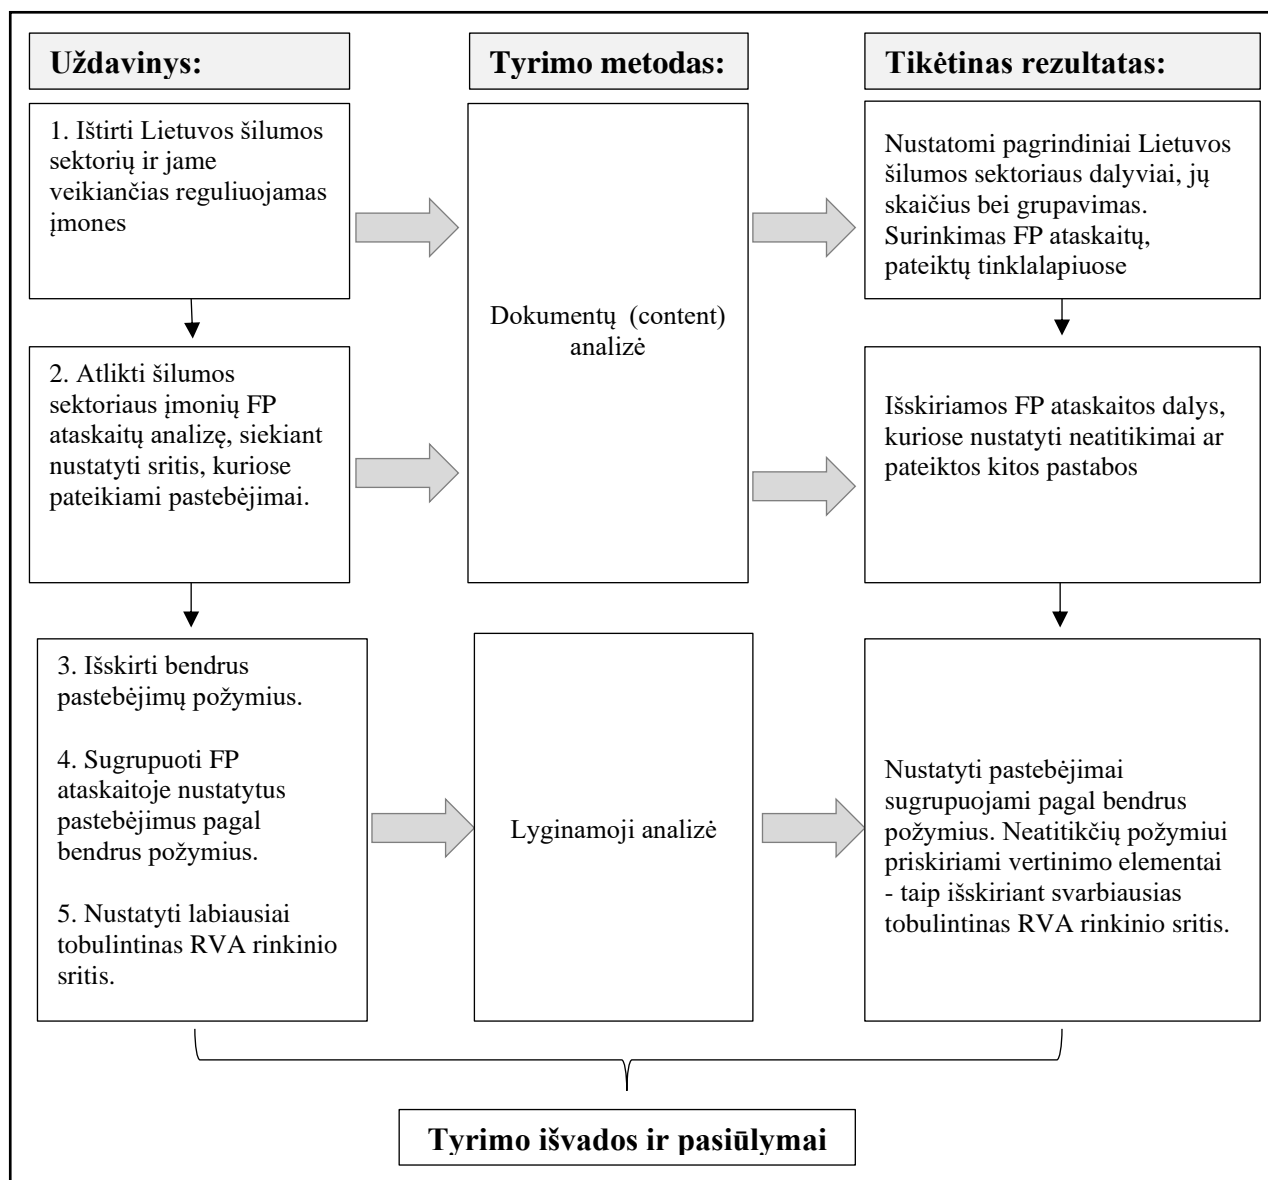 Uždavinys:
Tyrimo metodas:
Tikėtinas rezultatas:
1. Ištirti Lietuvos šilumos
sektorių ir jame
veikiančias reguliuojamas
įmones
Dokumentų (content)
analizė
Nustatomi pagrindiniai Lietuvos
šilumos sektoriaus dalyviai, jų
skaičius bei grupavimas.
Surinkimas FP ataskaitų,
pateiktų tinklalapiuose
2. Atlikti šilumos
sektoriaus įmonių FP
ataskaitų analizę, siekiant
nustatyti sritis, kuriose
pateikiami pastebėjimai.
Išskiriamos FP ataskaitos dalys,
kuriose nustatyti neatitikimai ar
pateiktos kitos pastabos
3. Išskirti bendrus
pastebėjimų požymius.
4. Sugrupuoti FP
ataskaitoje nustatytus
pastebėjimus pagal
bendrus požymius.
5. Nustatyti labiausiai
tobulintinas RVA rinkinio
sritis.
Lyginamoji analizė
Nustatyti pastebėjimai
sugrupuojami pagal bendrus
požymius. Neatitikčių požymiui
priskiriami vertinimo elementai
- taip išskiriant svarbiausias
tobulintinas RVA rinkinio sritis.
Tyrimo išvados ir pasiūlymai